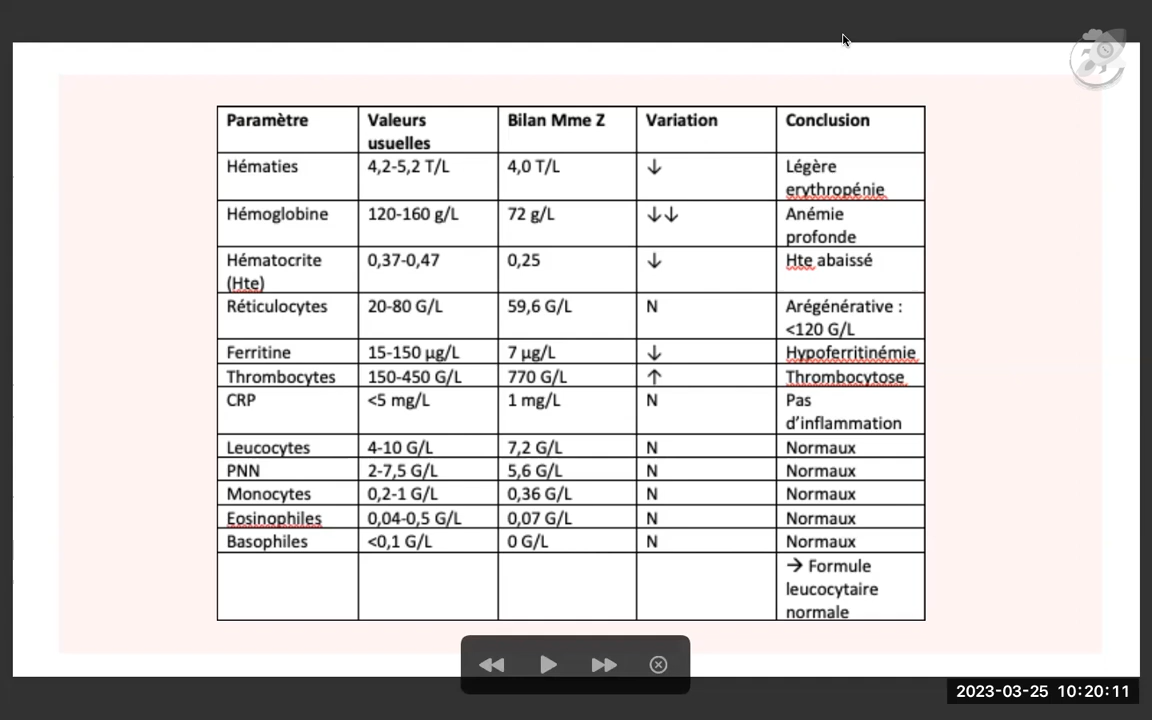 Paramètre Valeurs usuelles Bilan Mme Z Variation Conclusion
Hématies 4,2-5,2 T/L 4,0 T/L ↓ Légère erythropénie
Hémoglobine 120-160 g/L 72 g/L ↓↓ Anémie profonde
Hématocrite (Hte) 0,37-0,47 0,25 ↓ Hte abaissé
Réticulocytes 20-80 G/L 59,6 G/L N Arégénérative : <120 G/L
Ferritine 15-150 µg/L 7 µg/L ↓ Hypoferritinémie
Thrombocytes 150-450 G/L 770 G/L ↑ Thrombocytose
CRP <5 mg/L 1 mg/L N Pas d’inflammation
Leucocytes 4-10 G/L 7,2 G/L N Normaux
PNN 2-7,5 G/L 5,6 G/L N Normaux
Monocytes 0,2-1 G/L 0,36 G/L N Normaux
Eosinophiles 0,04-0,5 G/L 0,07 G/L N Normaux
Basophiles <0,1 G/L 0 G/L N Normaux
→ Formule leucocytaire normale
2023-03-25 10:20:11